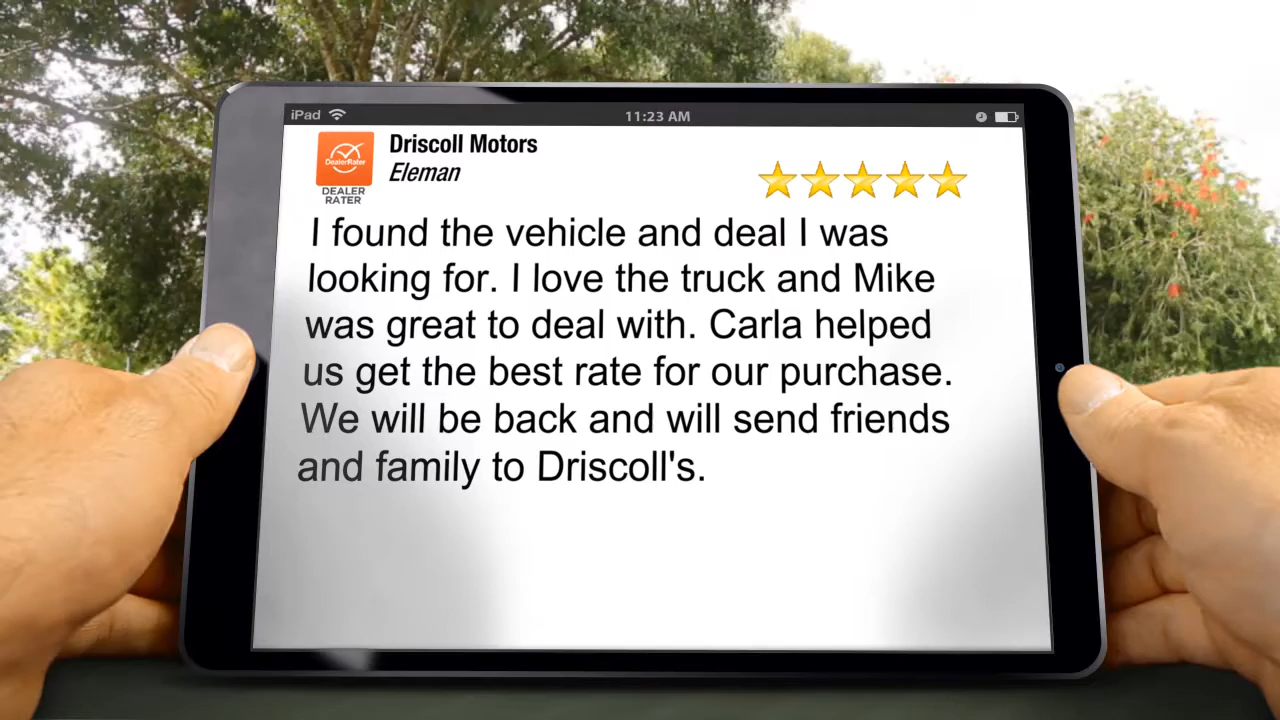 iPad 11:23 AM
DealerRater
DEALER
RATER
Driscoll Motors
Eleman
I found the vehicle and deal I was
looking for. I love the truck and Mike
was great to deal with. Carla helped
us get the best rate for our purchase.
We will be back and will send friends
and family to Driscoll's.